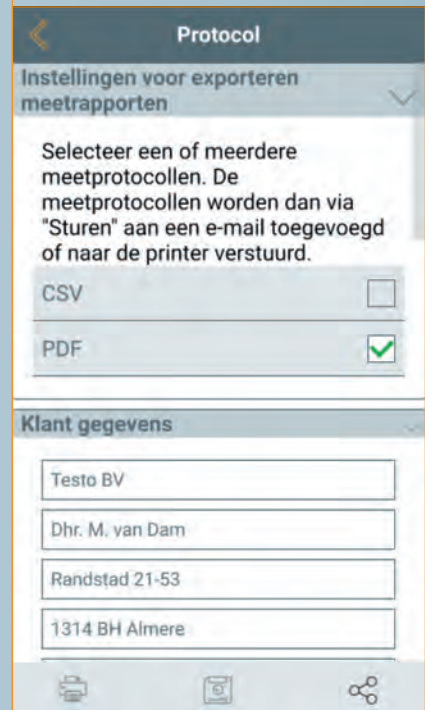 Protocol
Instellingen voor exporteren
meetrapporten
Selecteer een of meerdere
meetprotocollen. De
meetprotocollen worden dan via
"Sturen" aan een e-mail toegevoegd
of naar de printer verstuurd.
CSV
PDF
Klant gegevens
Testo BV
Dhr. M. van Dam
Randstad 21-53
1314 BH Almere